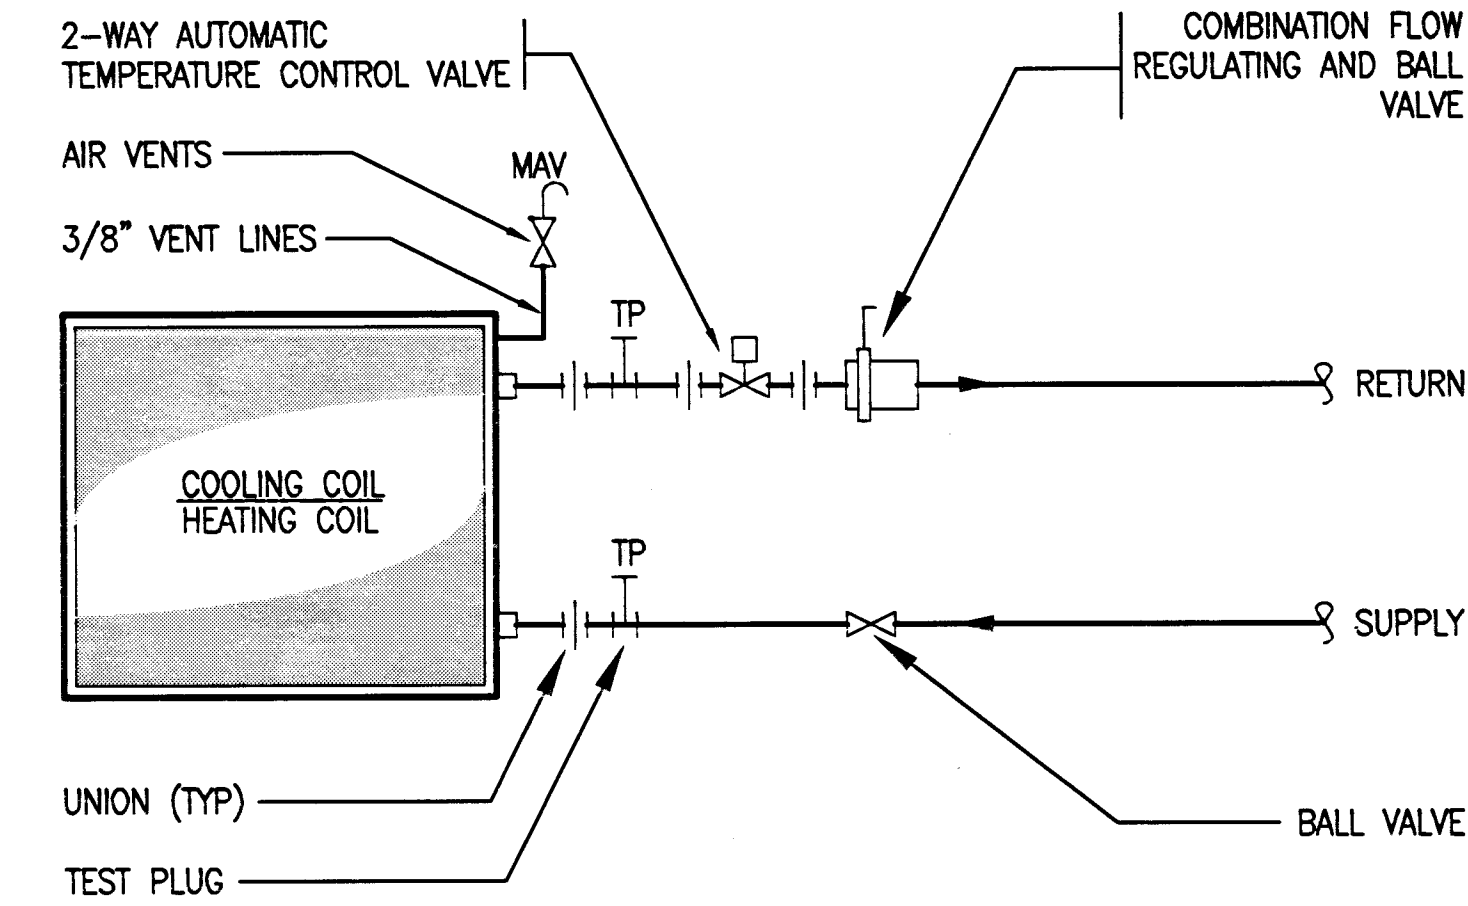 2-WAY AUTOMATIC
TEMPERATURE CONTROL VALVE
COMBINATION FLOW
REGULATING AND BALL
VALVE
AIR VENTS
MAV
3/8" VENT LINES
TP
RETURN
COOLING COIL
HEATING COIL
TP
SUPPLY
UNION (TYP)
BALL VALVE
TEST PLUG